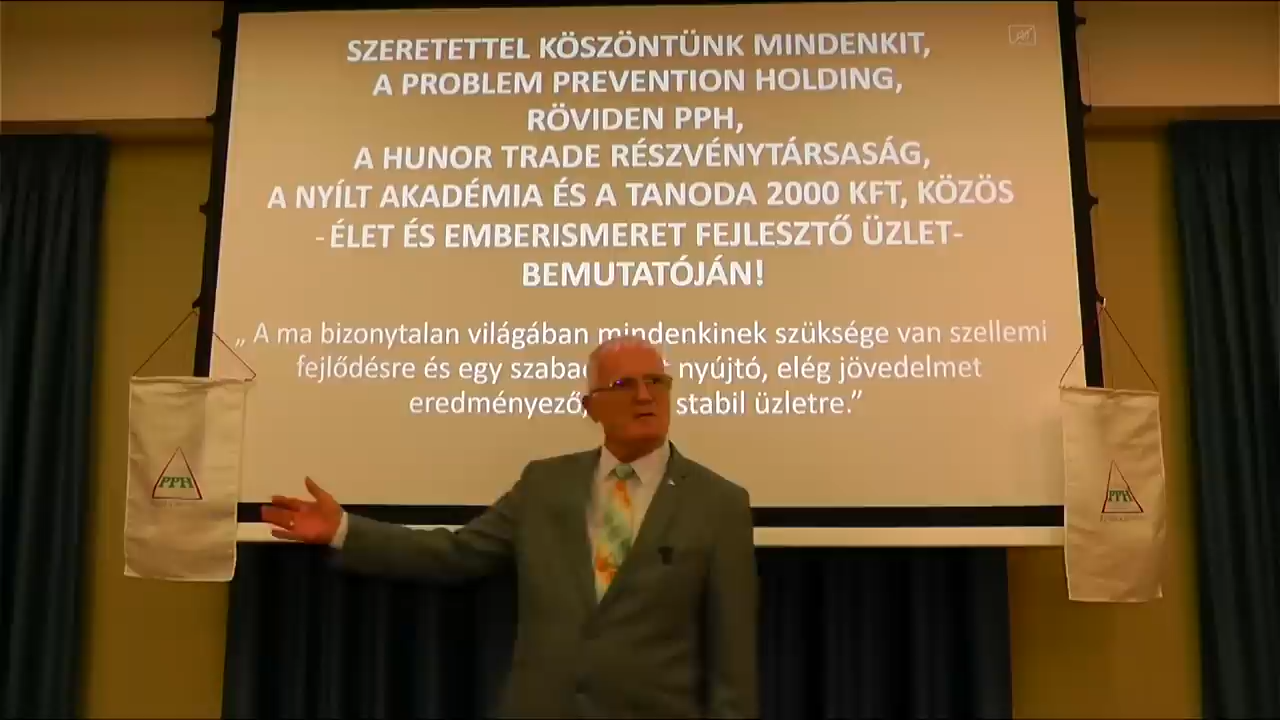 SZERETETTEL KÖSZÖNTÜNK MINDENKIT,
A PROBLEM PREVENTION HOLDING,
RÖVIDEN PPH,
A HUNOR TRADE RÉSZVÉNYTÁRSASÁG,
A NYÍLT AKADÉMIA ÉS A TANODA 2000 KFT, KÖZÖS
-ÉLET ÉS EMBERISMERET FEJLESZTŐ ÜZLET-
BEMUTATÓJÁN!
„ A ma bizonytalan világában mindenkinek szüksége van szellemi
fejlődésre és egy nyújtó, elég jövedelmet
eredményező, stabil üzletre.”
PPH
PPH